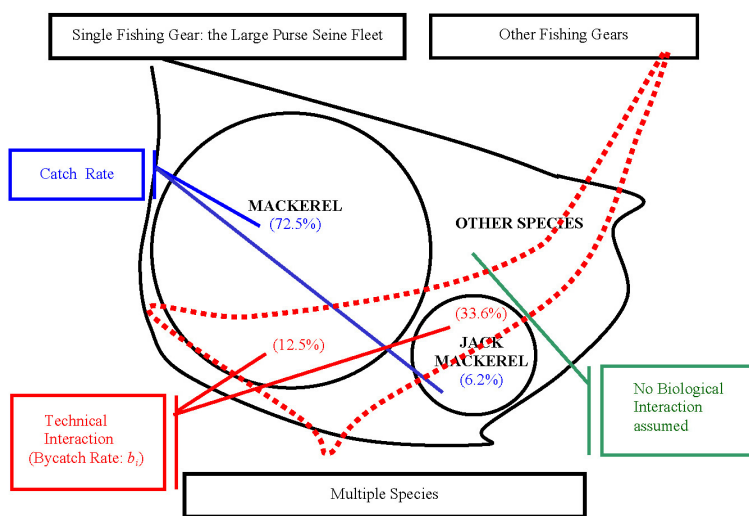 Single Fishing Gear: the Large Purse Seine Fleet
Other Fishing Gears
Catch Rate
MACKEREL
(72.5%)
OTHER SPECIES
(33.6%)
(12.5%)
JACK
MACKEREL
(6.2%)
Technical
Interaction
(Bycatch Rate: bᵢ)
No Biological
Interaction
assumed
Multiple Species